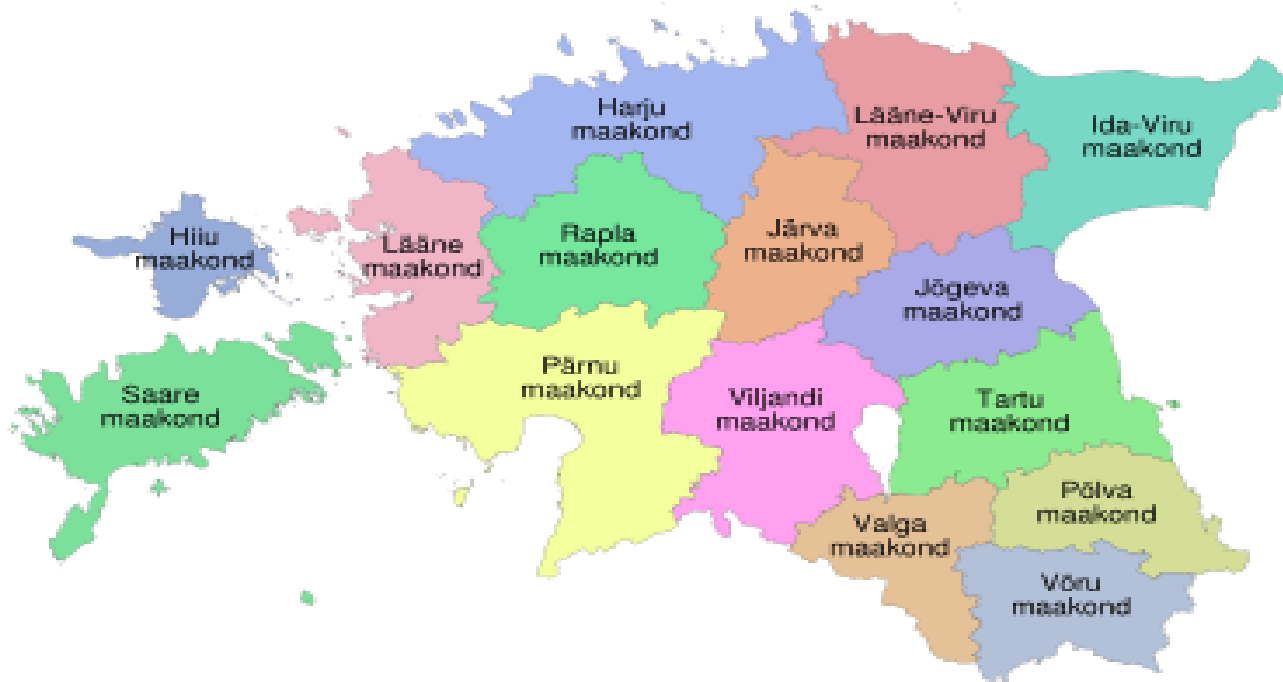 Harju
maakond
Lääne-Viru
maakond
Ida-Viru
maakond
Hiiu
maakond
Lääne
maakond
Rapla
maakond
Järva
maakond
Jõgeva
maakond
Saare
maakond
Pärnu
maakond
Viljandi
maakond
Tartu
maakond
Põlva
maakond
Valga
maakond
Võru
maakond